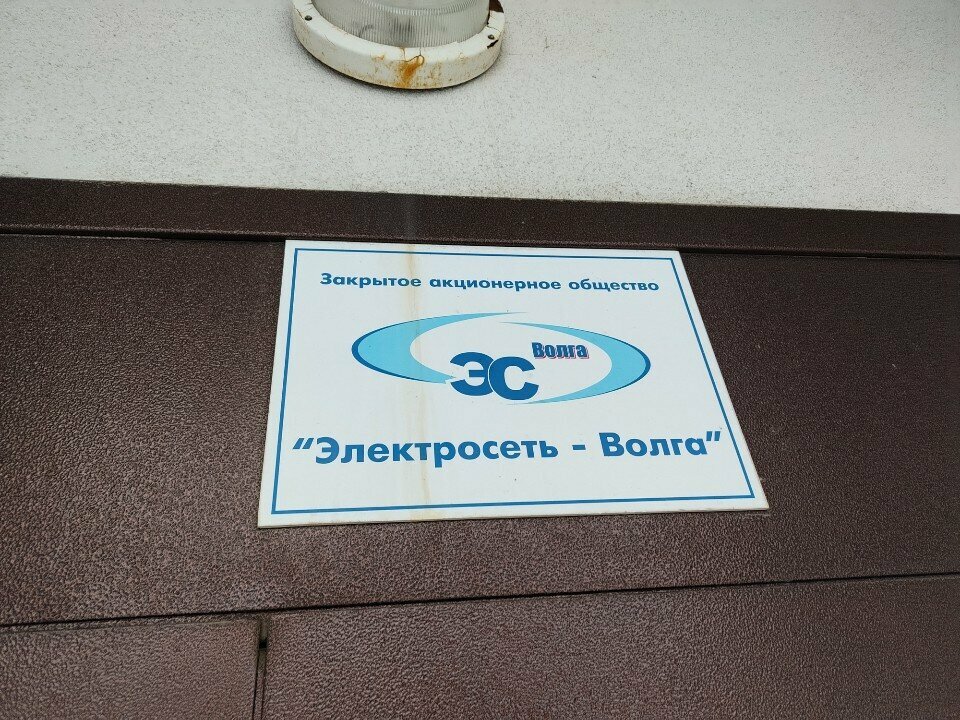 Закрытое акционерное общество
ЭС Волга
"Электросеть - Волга"